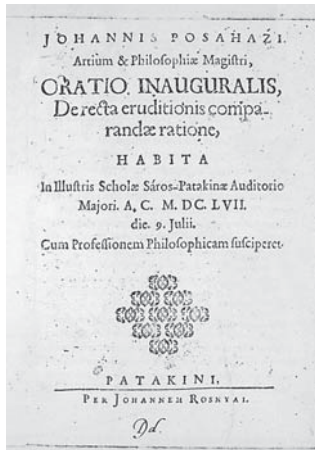 JOHANNIS POSAHAZI.
Artium & Philosophiæ Magistri,
ORATIO INAUGURALIS,
De recta eruditionis compa-
randæ ratione,
HABITA
In Illustris Scholæ Sáros-Patakinæ Auditorio
Majori. A. C. M. DC. LVII.
die. 9. Julii.
Cum Professionem Philosophicam susciperet.
PATAKINI,
PER JOHANNEM ROSNYAI.